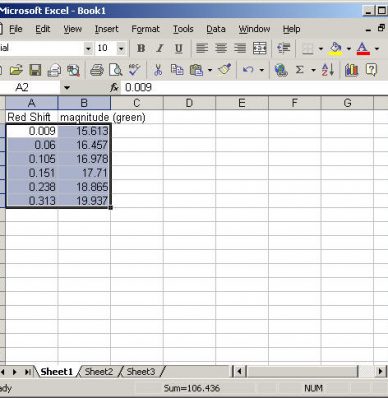 Microsoft Excel - Book1
File Edit View Insert Format Tools Data Window Help
10 B I U $
A2 fx 0.009
A B C D E F G
Red Shift magnitude (green)
0.009 15.613
0.06 16.457
0.105 16.978
0.151 17.71
0.238 18.865
0.313 19.937
Sheet1 Sheet2 Sheet3
Sum=106.436 NUM